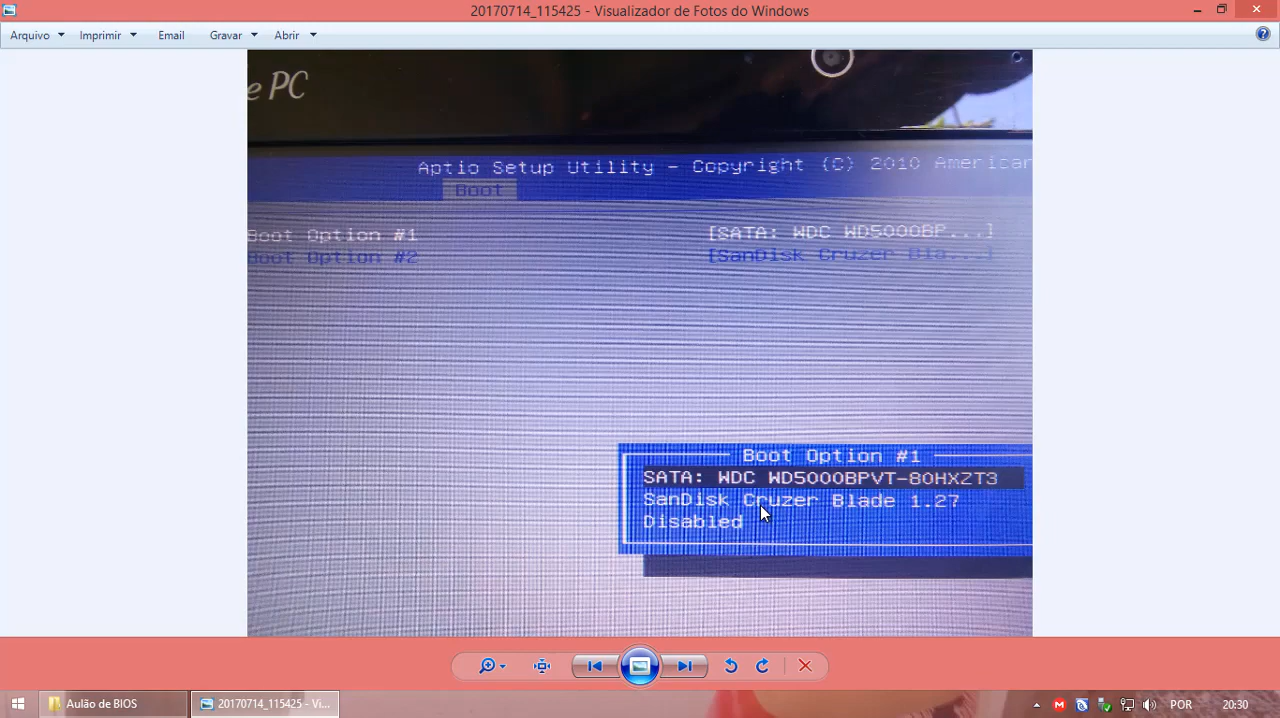 20170714_115425 - Visualizador de Fotos do Windows
Arquivo Imprimir Email Gravar Abrir
e PC
Aptio Setup Utility - Copyright (C) 2010 American
Boot
Boot Option #1 [SATA: WDC WD5000BP...]
Boot Option #2 [SanDisk Cruzer Bla...]
Boot Option #1
SATA: WDC WD5000BPVT-80HXZT3
SanDisk Cruzer Blade 1.27
Disabled
Aulão de BIOS
20170714_115425 - Vi...
POR
20:30